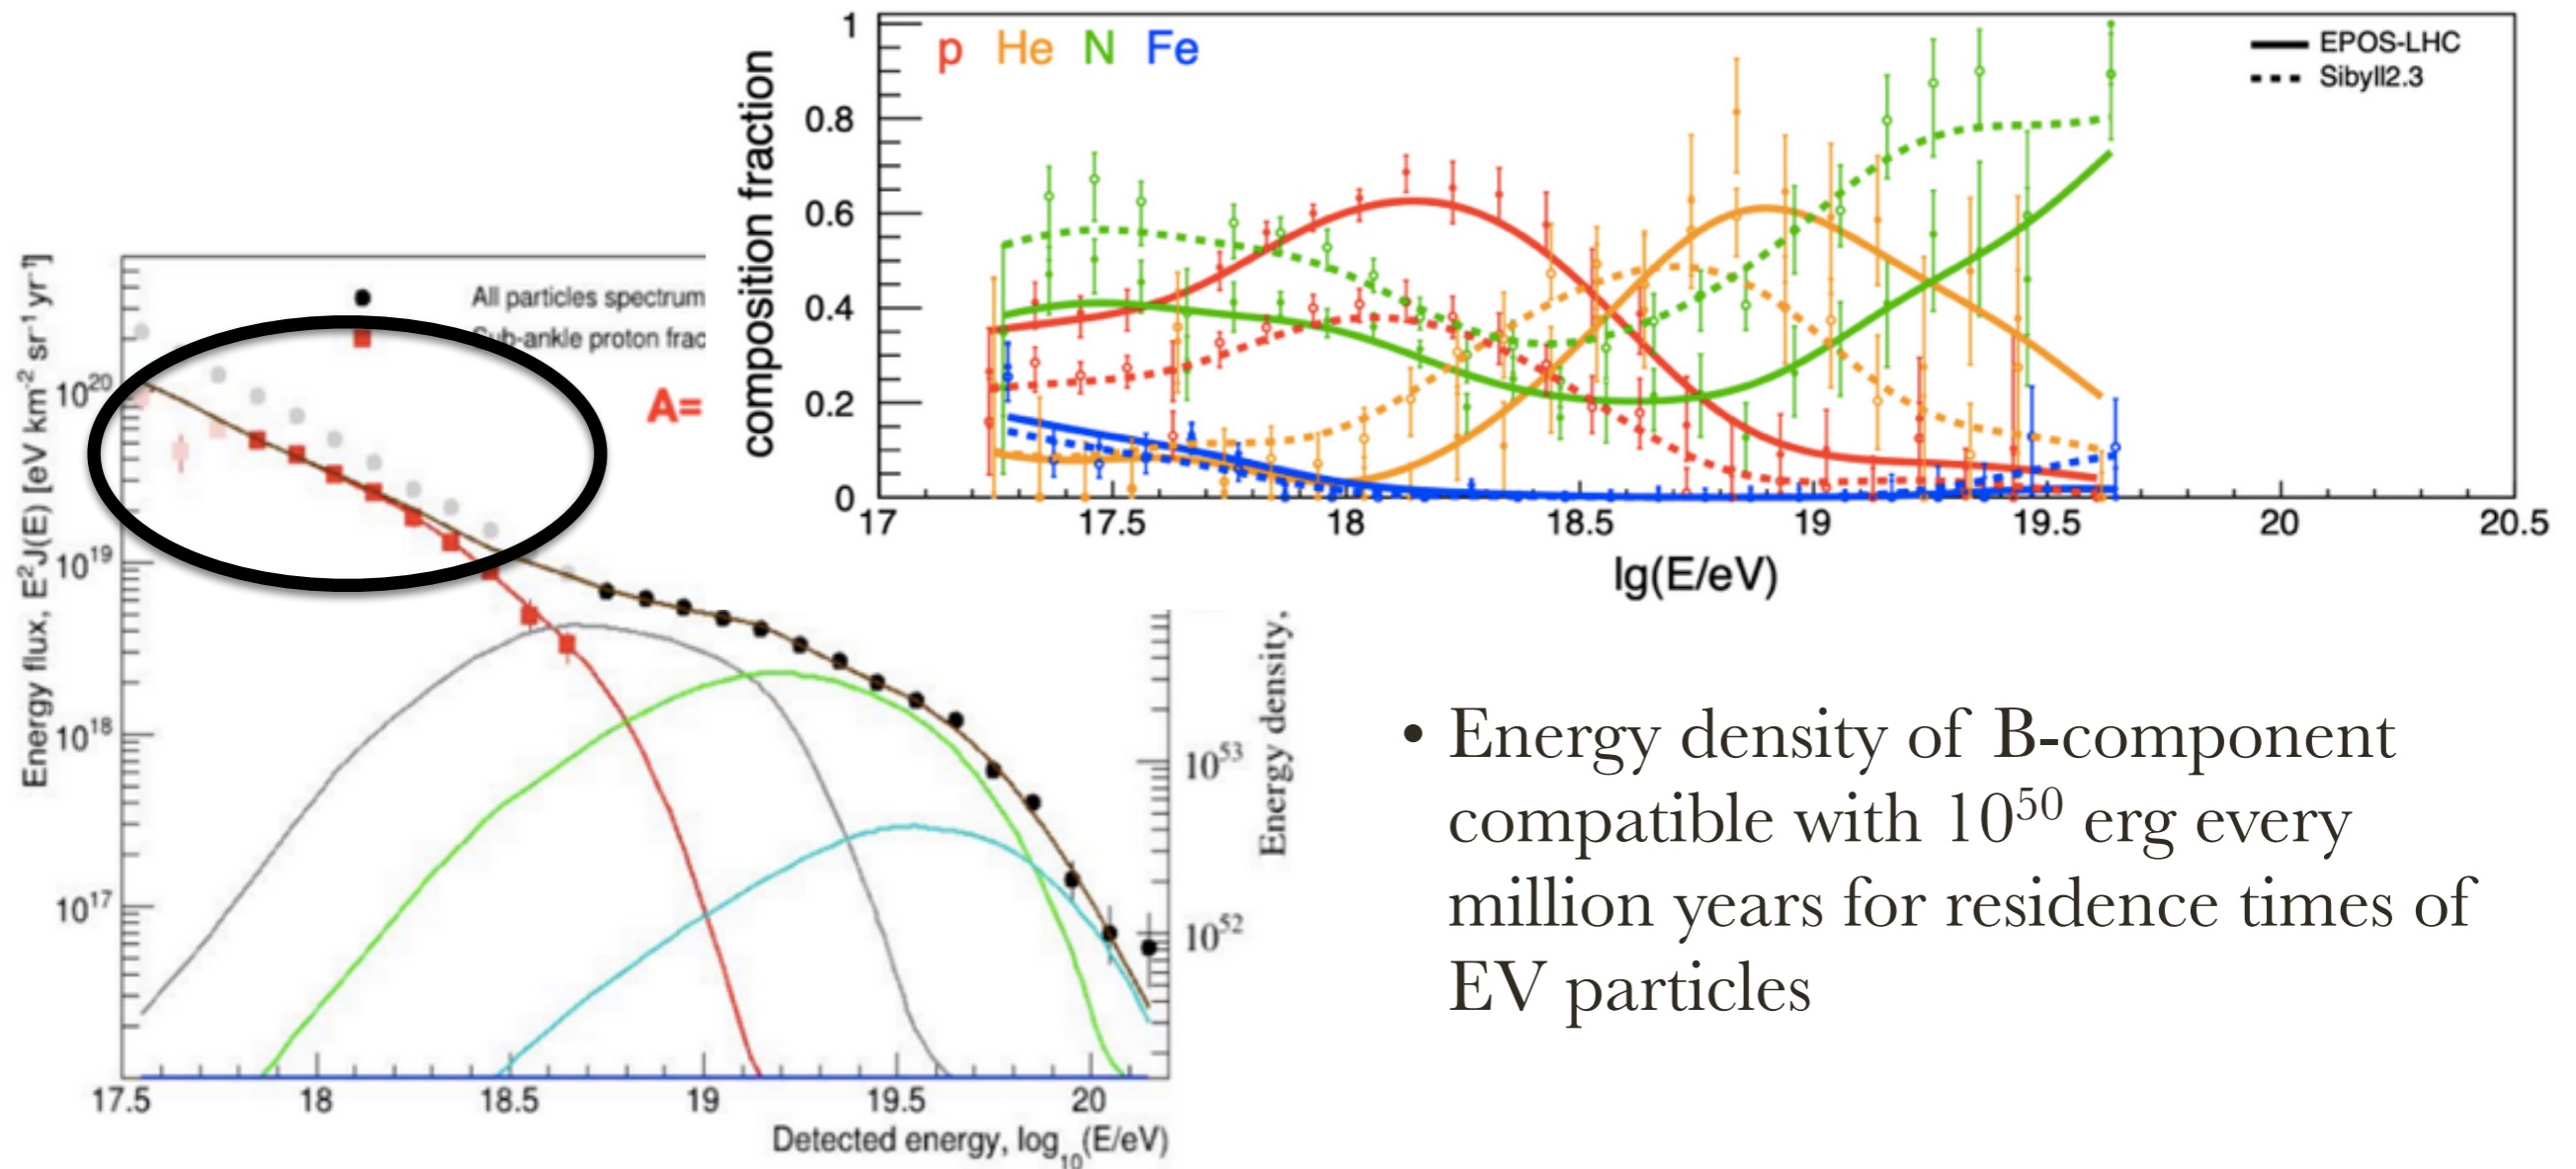 p He N Fe
EPOS-LHC
Sibyll2.3
composition fraction
1
0.8
0.6
0.4
0.2
0
17 17.5 18 18.5 19 19.5 20 20.5
lg(E/eV)
All particles spectrum
Sub-ankle proton frac
A=
Energy flux, E²J(E) [eV km⁻² sr⁻¹ yr⁻¹]
10²⁰
10¹⁹
10¹⁸
10¹⁷
Energy density,
10⁵³
10⁵²
17.5 18 18.5 19 19.5 20
Detected energy, log₁₀(E/eV)
• Energy density of B-component
compatible with 10⁵⁰ erg every
million years for residence times of
EV particles